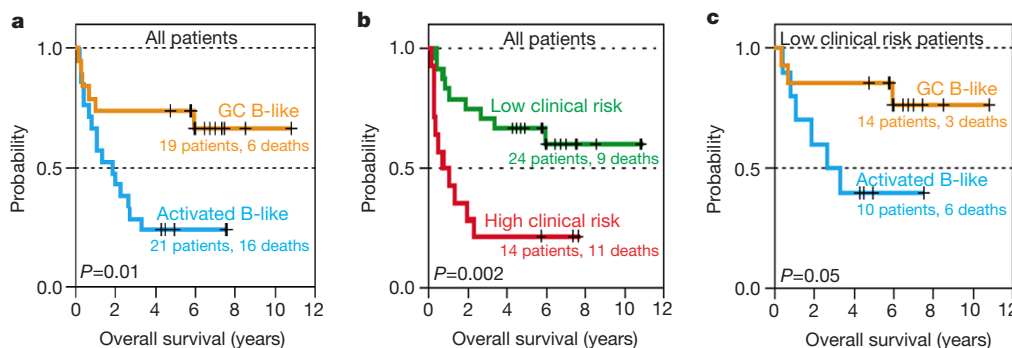 a
All patients
1.0
GC B-like
19 patients, 6 deaths
Probability
0.5
Activated B-like
21 patients, 16 deaths
P=0.01
0.0
0 2 4 6 8 10 12
Overall survival (years)
b
All patients
1.0
Low clinical risk
24 patients, 9 deaths
Probability
0.5
High clinical risk
14 patients, 11 deaths
P=0.002
0.0
0 2 4 6 8 10 12
Overall survival (years)
c
Low clinical risk patients
1.0
GC B-like
14 patients, 3 deaths
Probability
0.5
Activated B-like
10 patients, 6 deaths
P=0.05
0.0
0 2 4 6 8 10 12
Overall survival (years)